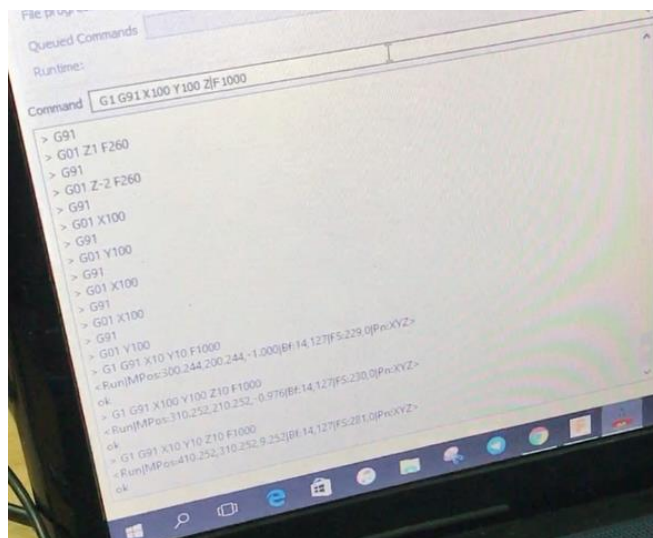 File progre
Queued Commands
Runtime:
Command G1 G91 X100 Y100 Z F1000
> G91
> G01 Z1 F260
> G91
> G01 Z-2 F260
> G91
> G01 X100
> G91
> G01 Y100
> G91
> G01 X100
> G91
> G01 X100
> G91
> G01 Y100
> G1 G91 X10 Y10 F1000
<Run|MPos:300.244,200.244,-1.000|Bf:14,127|FS:229,0|Pn:XYZ>
ok
> G1 G91 X100 Y100 Z10 F1000
<Run|MPos:310.252,210.252,-0.976|Bf:14,127|FS:230,0|Pn:XYZ>
ok
> G1 G91 X10 Y10 Z10 F1000
<Run|MPos:410.252,310.252,9.252|Bf:14,127|FS:281,0|Pn:XYZ>
ok